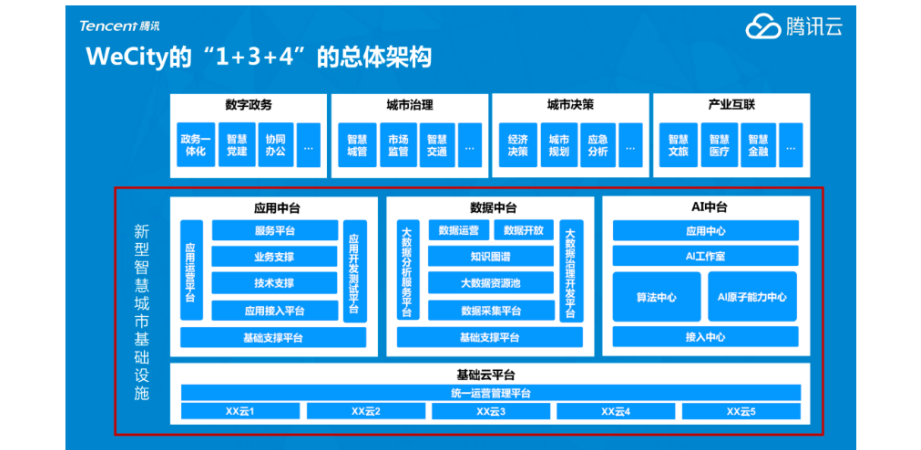 Tencent 腾讯
腾讯云
WeCity的“1+3+4”的总体架构
数字政务
政务一
体化
智慧
党建
协同
办公
...
城市治理
智慧
城管
市场
监管
智慧
交通
...
城市决策
经济
决策
城市
规划
应急
分析
...
产业互联
智慧
文旅
智慧
医疗
智慧
金融
...
新型智慧城市基础设施
应用中台
应用运营平台
服务平台
业务支撑
技术支撑
应用接入平台
应用开发测试平台
基础支撑平台
数据中台
大数据分析服务平台
数据运营
数据开放
知识图谱
大数据资源池
数据采集平台
大数据治理开发平台
基础支撑平台
AI中台
应用中心
AI工作室
算法中心
AI原子能力中心
接入中心
基础云平台
统一运营管理平台
XX云1
XX云2
XX云3
XX云4
XX云5